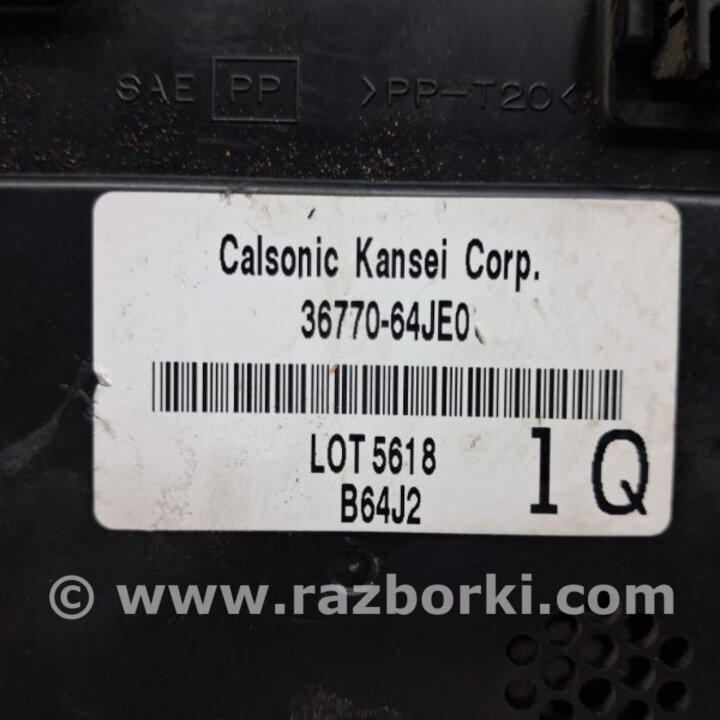 SAE PP >PP-T20<
Calsonic Kansei Corp.
36770-64JE0
LOT 5618
B64J2
1Q
© www.razborki.com